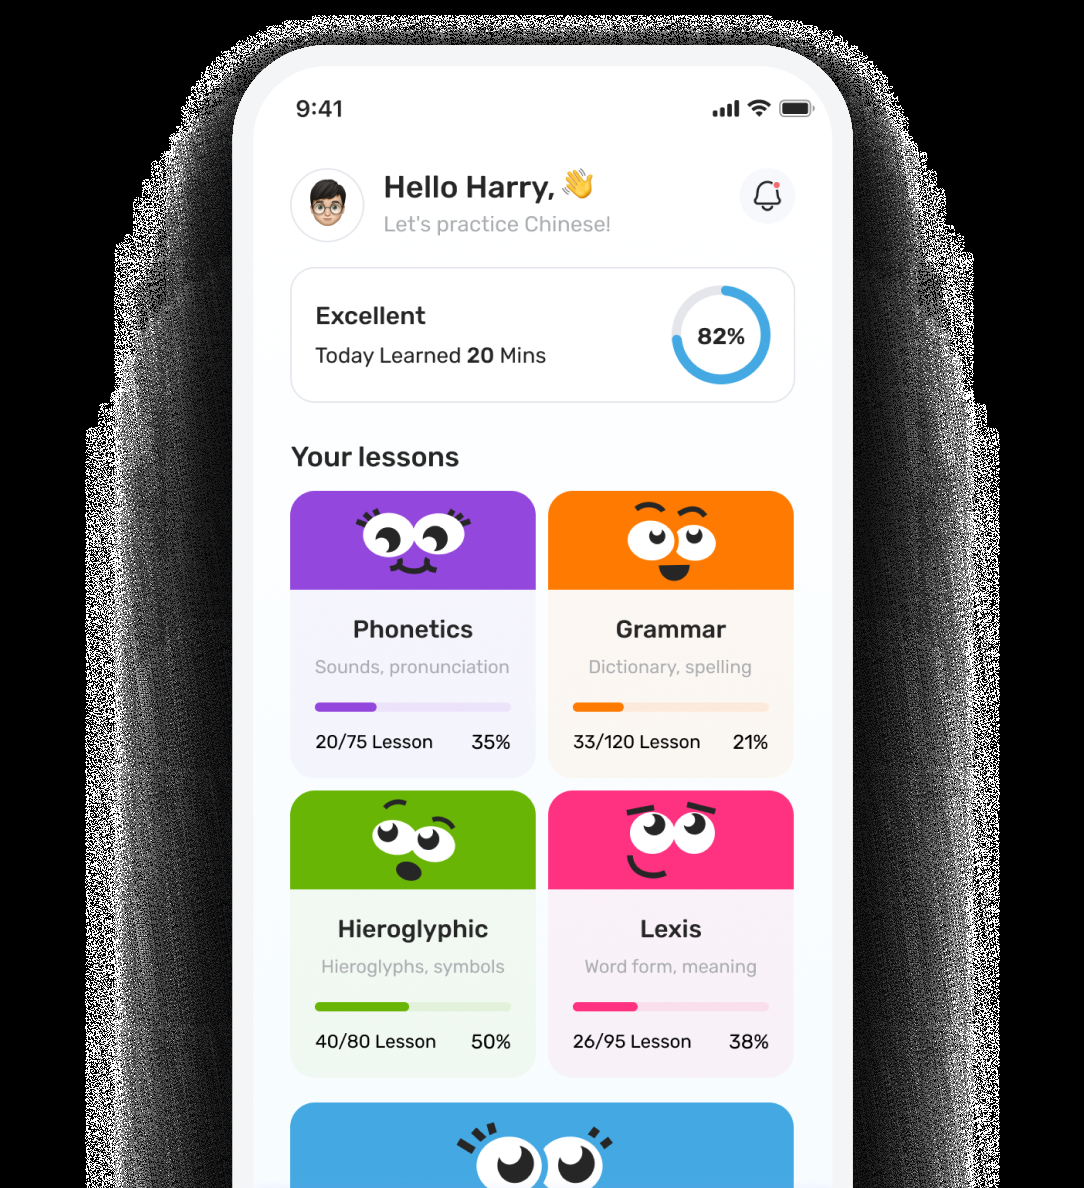 9:41
Hello Harry, 👋
Let's practice Chinese!
Excellent
Today Learned 20 Mins
82%
Your lessons
Phonetics
Sounds, pronunciation
20/75 Lesson 35%
Grammar
Dictionary, spelling
33/120 Lesson 21%
Hieroglyphic
Hieroglyphs, symbols
40/80 Lesson 50%
Lexis
Word form, meaning
26/95 Lesson 38%